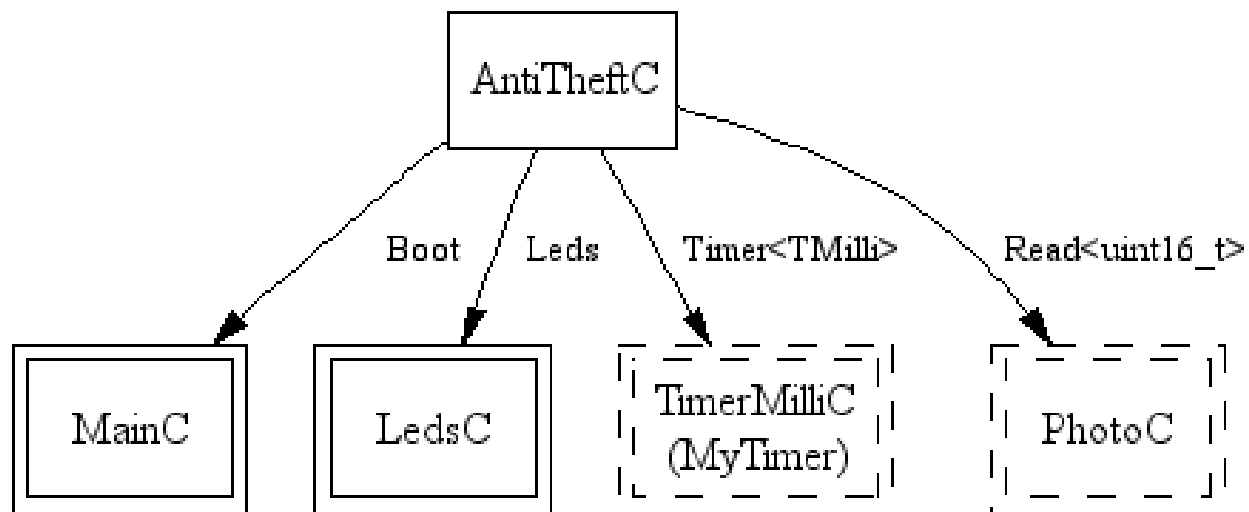 AntiTheftC
Boot
Leds
Timer<TMilli>
Read<uint16_t>
MainC
LedsC
TimerMilliC
(MyTimer)
PhotoC